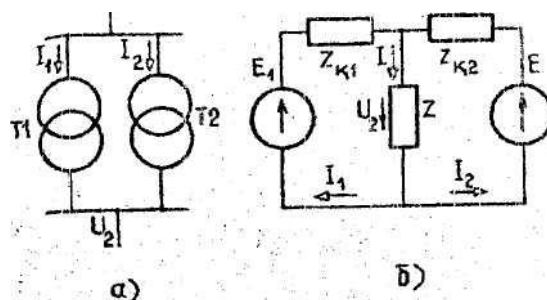 I₁ I₂
T1 T2
U₂
а)
E₁ Zк1 I Zк2 E
U₂ Z
I₁ I₂
б)